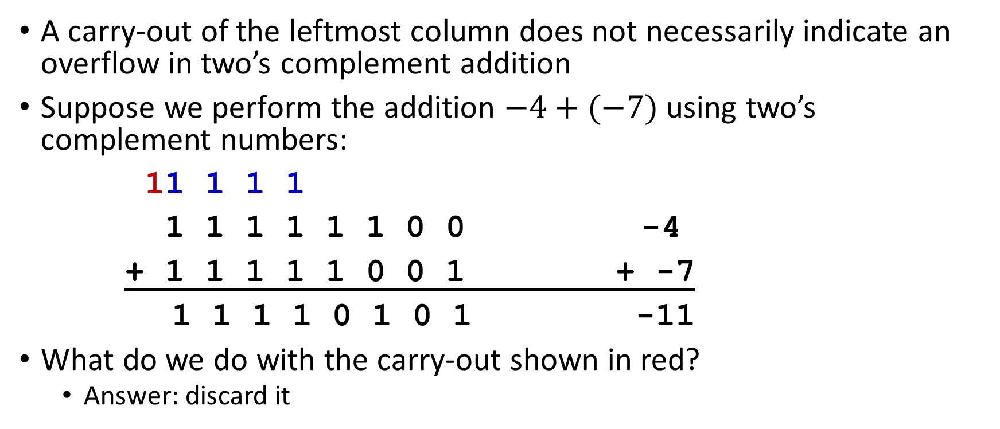 • A carry-out of the leftmost column does not necessarily indicate an
overflow in two’s complement addition
• Suppose we perform the addition −4 + (−7) using two’s
complement numbers:
11 1 1 1
1 1 1 1 1 1 0 0 -4
+ 1 1 1 1 1 0 0 1 + -7
1 1 1 1 0 1 0 1 -11
• What do we do with the carry-out shown in red?
• Answer: discard it